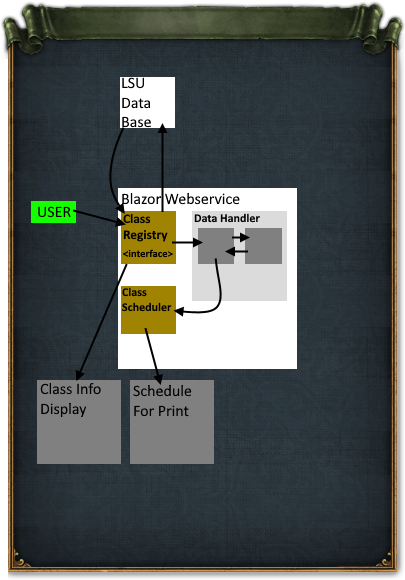 LSU
Data
Base
Blazor Webservice
USER
Class
Registry
<interface>
Data Handler
Class
Scheduler
Class Info
Display
Schedule
For Print